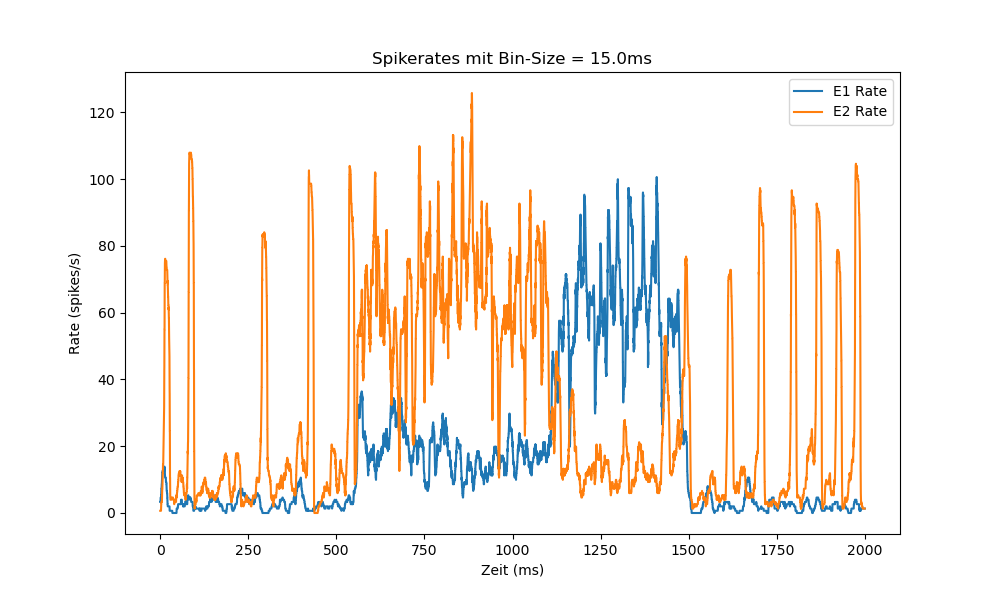 Spikerates mit Bin-Size = 15.0ms
E1 Rate
E2 Rate
120
100
80
60
40
20
0
Rate (spikes/s)
0 250 500 750 1000 1250 1500 1750 2000
Zeit (ms)